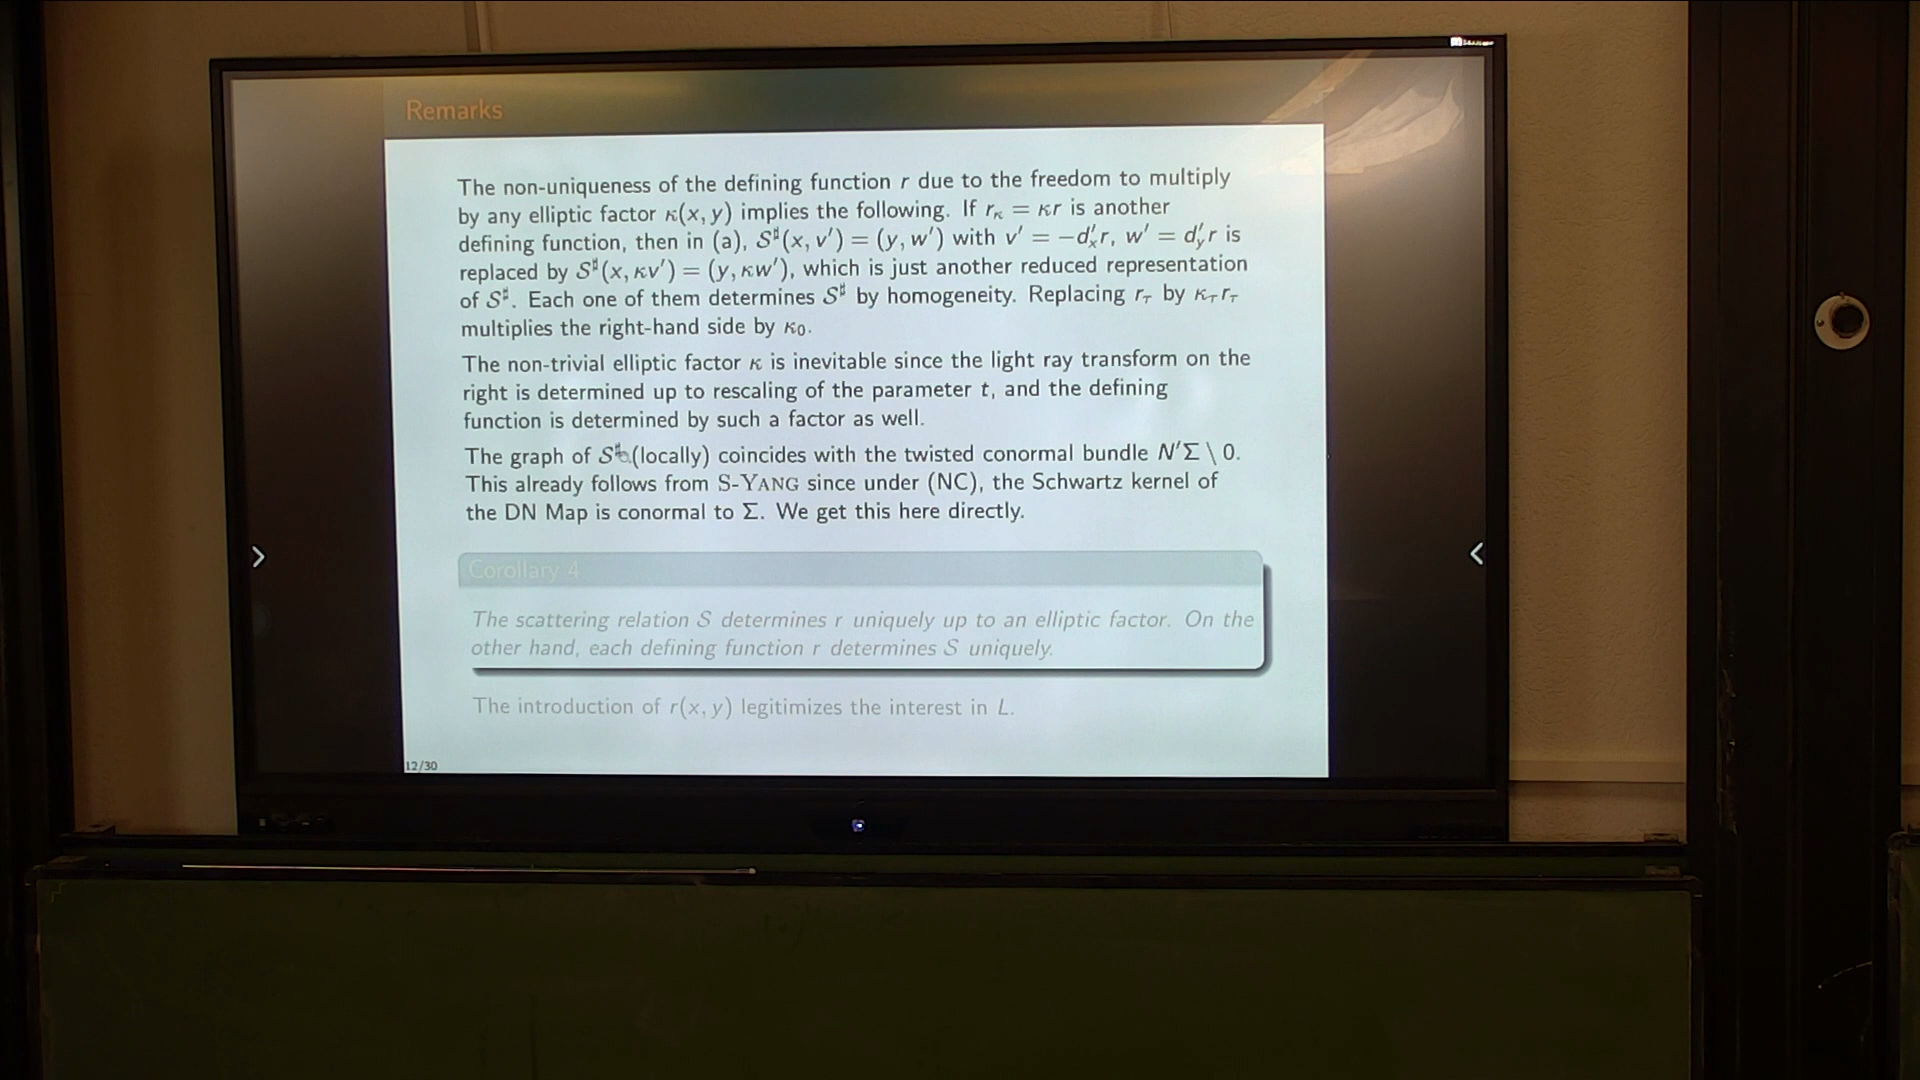 Remarks
The non-uniqueness of the defining function r due to the freedom to multiply
by any elliptic factor κ(x, y) implies the following. If rκ = κr is another
defining function, then in (a), S♯(x, v′) = (y, w′) with v′ = −d′ₓr, w′ = d′ᵧr is
replaced by S♯(x, κv′) = (y, κw′), which is just another reduced representation
of S♯. Each one of them determines S♯ by homogeneity. Replacing rτ by κτrτ
multiplies the right-hand side by κ₀.
The non-trivial elliptic factor κ is inevitable since the light ray transform on the
right is determined up to rescaling of the parameter t, and the defining
function is determined by such a factor as well.
The graph of S♯ (locally) coincides with the twisted conormal bundle N′Σ \ 0.
This already follows from S-YANG since under (NC), the Schwartz kernel of
the DN Map is conormal to Σ. We get this here directly.
Corollary 4
The scattering relation S determines r uniquely up to an elliptic factor. On the
other hand, each defining function r determines S uniquely.
The introduction of r(x, y) legitimizes the interest in L.
12/30